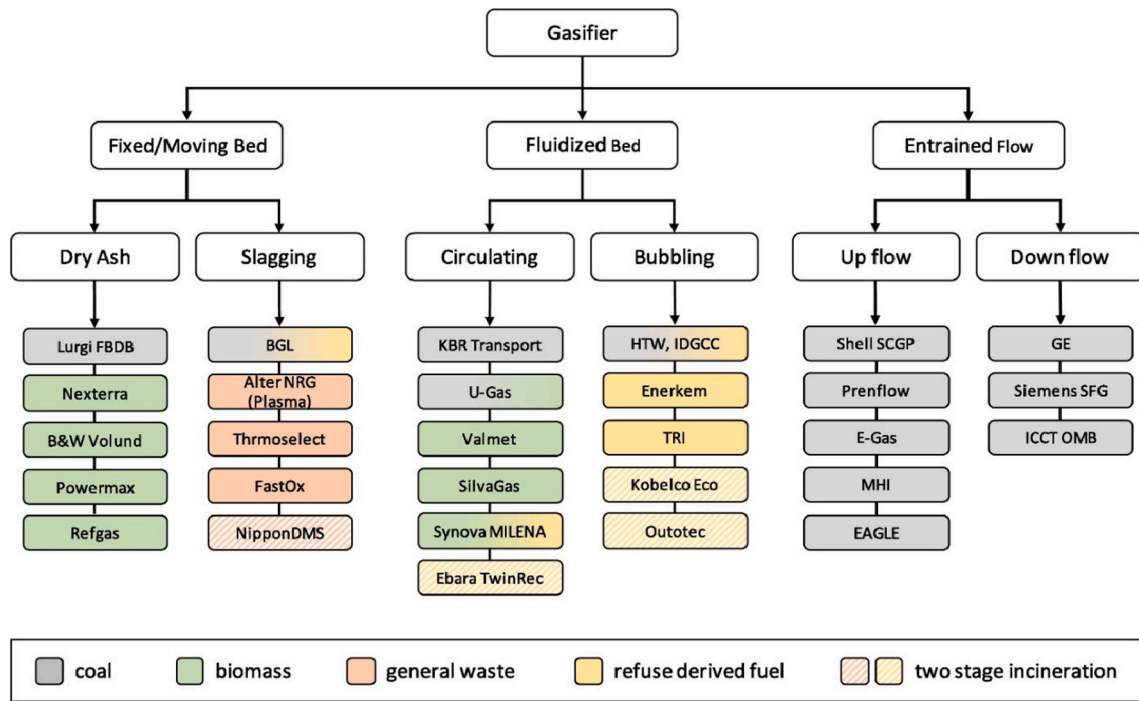 Gasifier
Fixed/Moving Bed
Fluidized Bed
Entrained Flow
Dry Ash
Slagging
Circulating
Bubbling
Up flow
Down flow
Lurgi FBDB
Nexterra
B&W Volund
Powermax
Refgas
BGL
Alter NRG
(Plasma)
Thrmoselect
FastOx
NipponDMS
KBR Transport
U-Gas
Valmet
SilvaGas
Synova MILENA
Ebara TwinRec
HTW, IDGCC
Enerkem
TRI
Kobelco Eco
Outotec
Shell SCGP
Prenflow
E-Gas
MHI
EAGLE
GE
Siemens SFG
ICCT OMB
coal
biomass
general waste
refuse derived fuel
two stage incineration